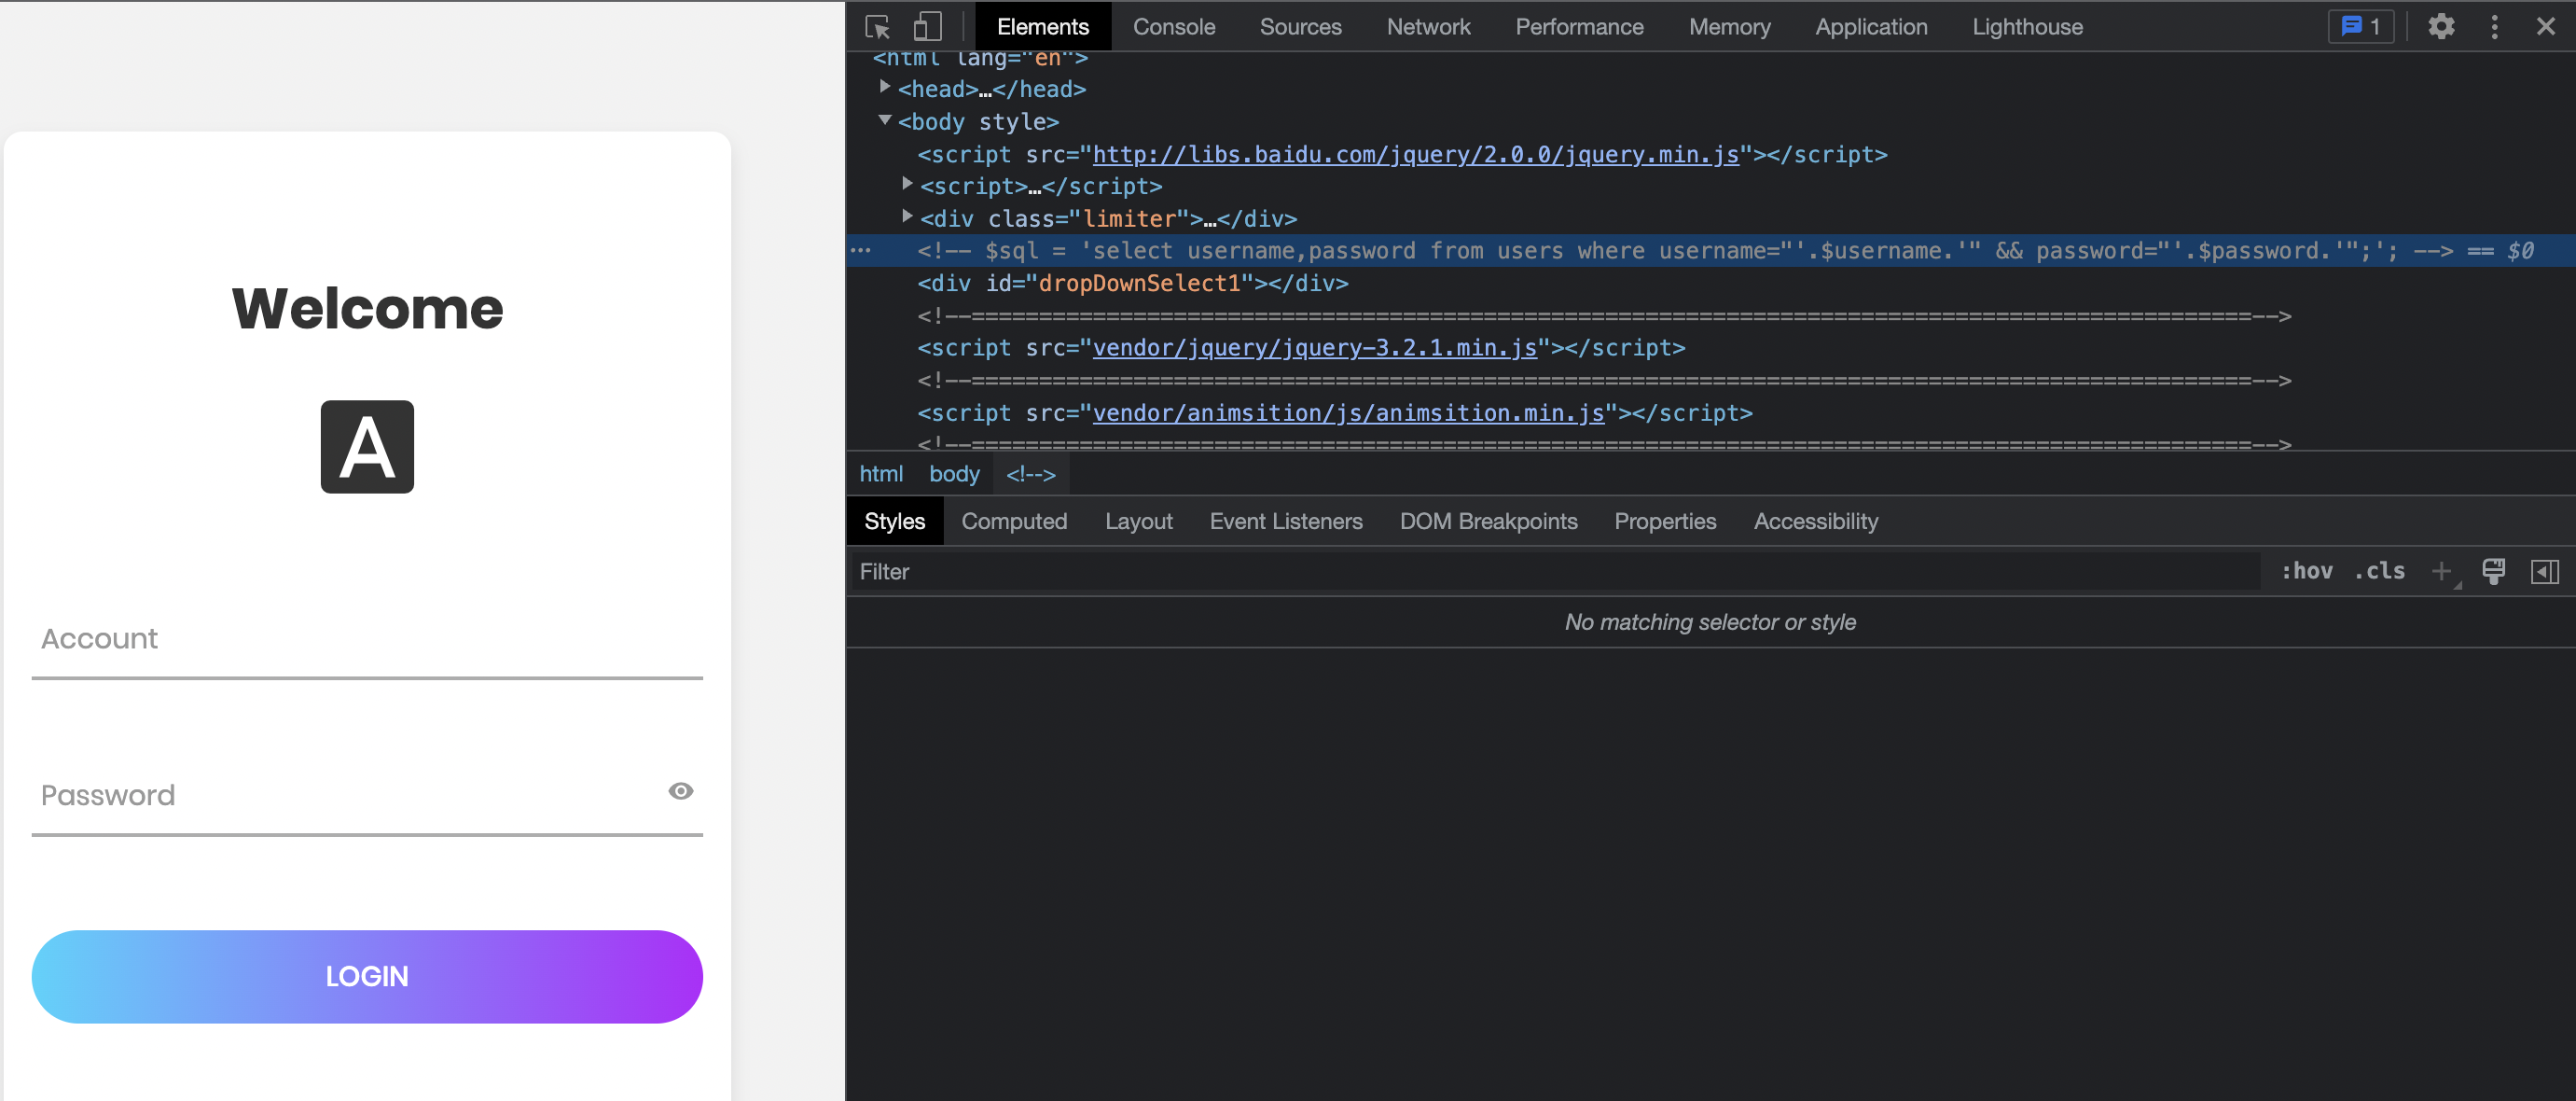 Welcome
A
Account
Password
LOGIN
Elements Console Sources Network Performance Memory Application Lighthouse 1
<html lang="en">
<head>…</head>
<body style>
<script src="http://libs.baidu.com/jquery/2.0.0/jquery.min.js"></script>
<script>…</script>
<div class="limiter">…</div>
<!-- $sql = 'select username,password from users where username="'.$username.'" && password="'.$password.'";'; --> == $0
<div id="dropDownSelect1"></div>
<!--===============================================================================================-->
<script src="vendor/jquery/jquery-3.2.1.min.js"></script>
<!--===============================================================================================-->
<script src="vendor/animsition/js/animsition.min.js"></script>
<!--===============================================================================================-->
html body <!-->
Styles Computed Layout Event Listeners DOM Breakpoints Properties Accessibility
Filter :hov .cls
No matching selector or style